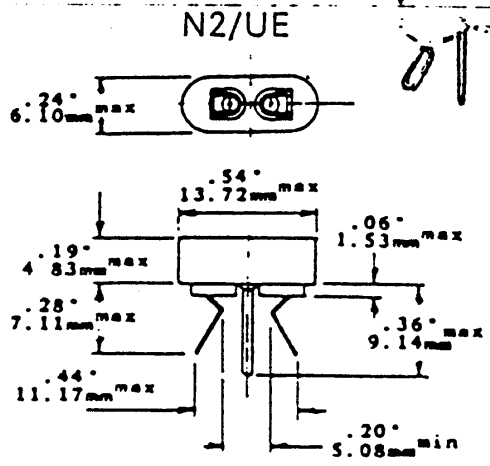 N2/UE
.24"
6.10mm max
.54"
13.72mm max
.06"
1.53mm max
.19"
4.83mm max
.28"
7.11mm max
.36"
9.14mm max
.44"
11.17mm max
.20"
5.08mm min